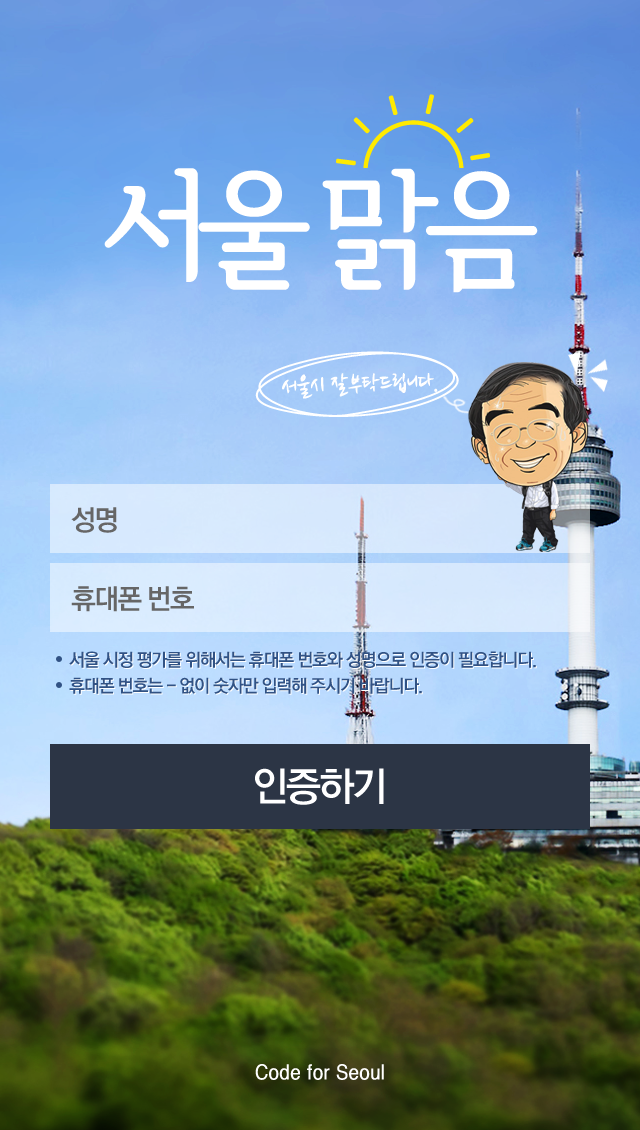 서울 맑음
서울시 잘 부탁드립니다.
성명
휴대폰 번호
• 서울 시정 평가를 위해서는 휴대폰 번호와 성명으로 인증이 필요합니다.
• 휴대폰 번호는 – 없이 숫자만 입력해 주시기 바랍니다.
인증하기
Code for Seoul